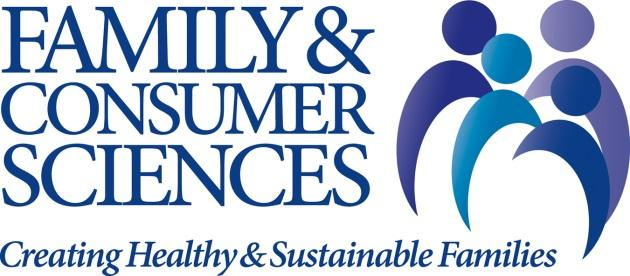 FAMILY &
CONSUMER
SCIENCES
Creating Healthy & Sustainable Families